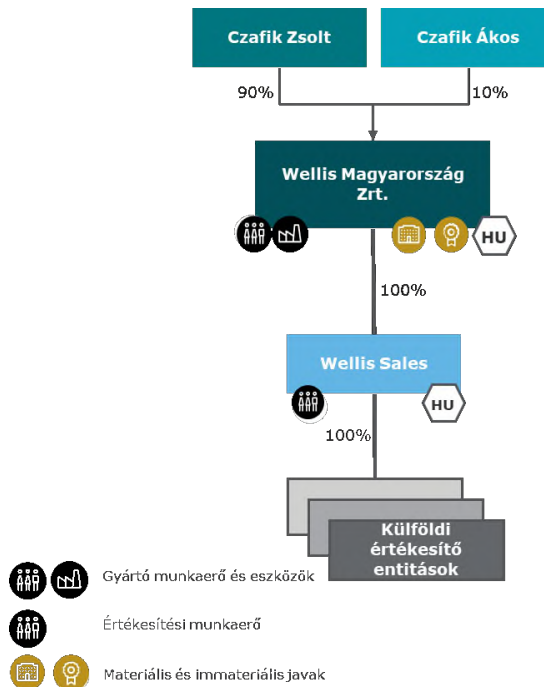 Czafik Zsolt
Czafik Ákos
90%
10%
Wellis Magyarország
Zrt.
HU
100%
Wellis Sales
HU
100%
Külföldi
értékesítő
entitások
Gyártó munkaerő és eszközök
Értékesítési munkaerő
Materiális és immateriális javak